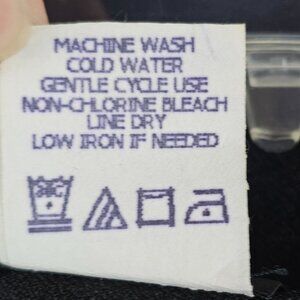 MACHINE WASH
COLD WATER
GENTLE CYCLE USE
NON-CHLORINE BLEACH
LINE DRY
LOW IRON IF NEEDED